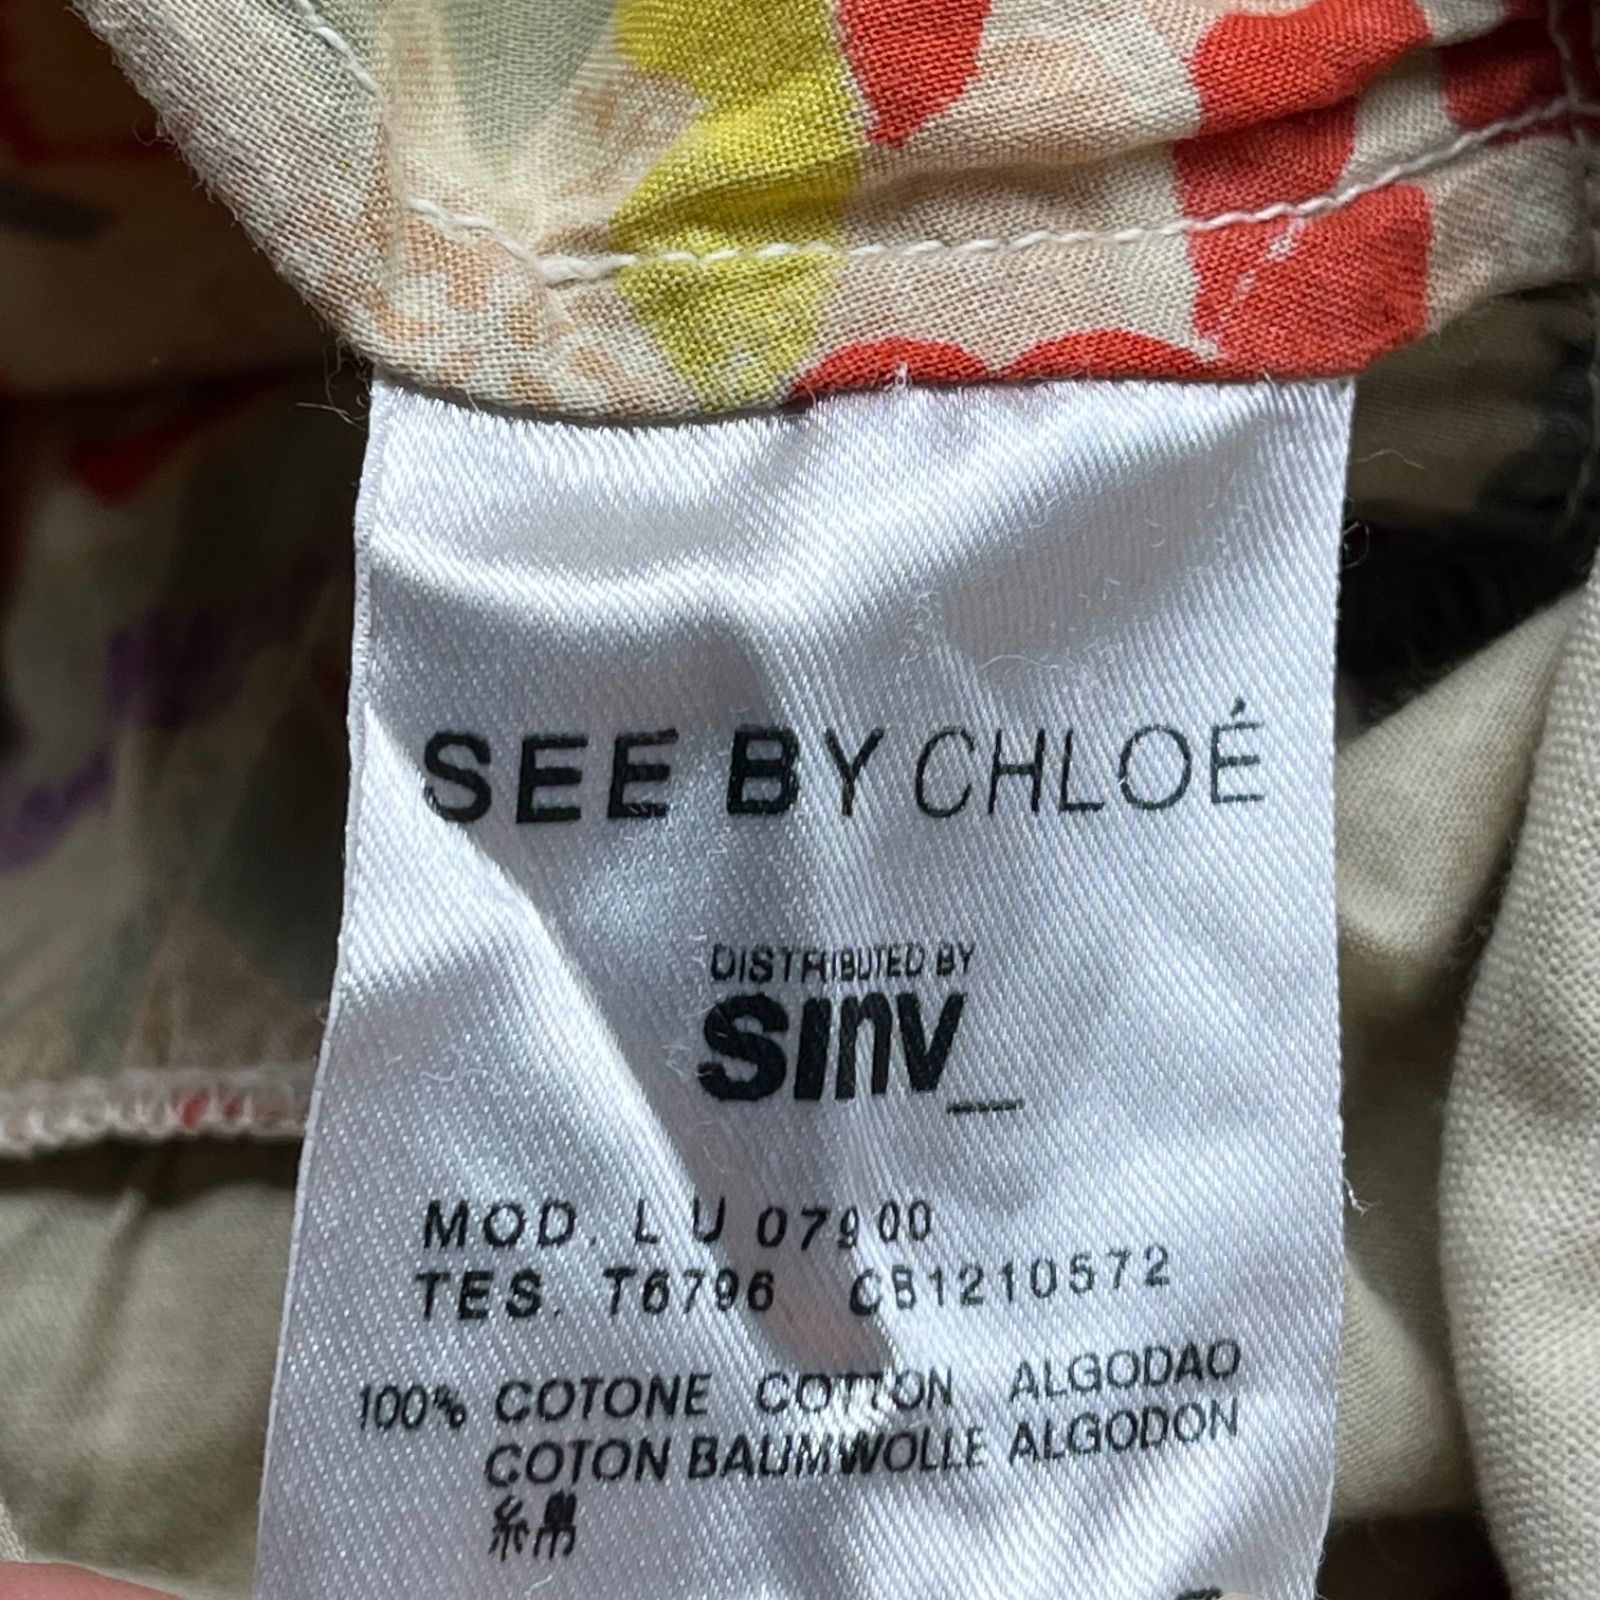 SEE BY CHLOÉ
DISTRIBUTED BY
sinv_
MOD. LU 07900
TES. T6796 CB1210572
100% COTONE COTTON ALGODAO
COTON BAUMWOLLE ALGODON
綿